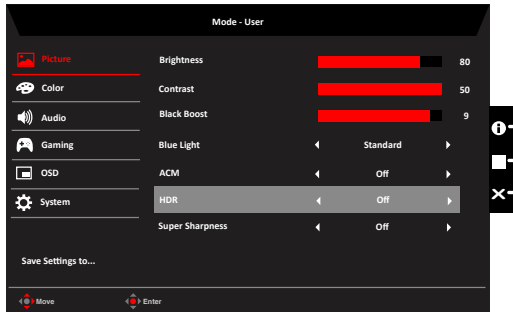 Mode - User
Picture
Color
Audio
Gaming
OSD
System
Save Settings to...
Brightness 80
Contrast 50
Black Boost 9
Blue Light Standard
ACM Off
HDR Off
Super Sharpness Off
Move Enter